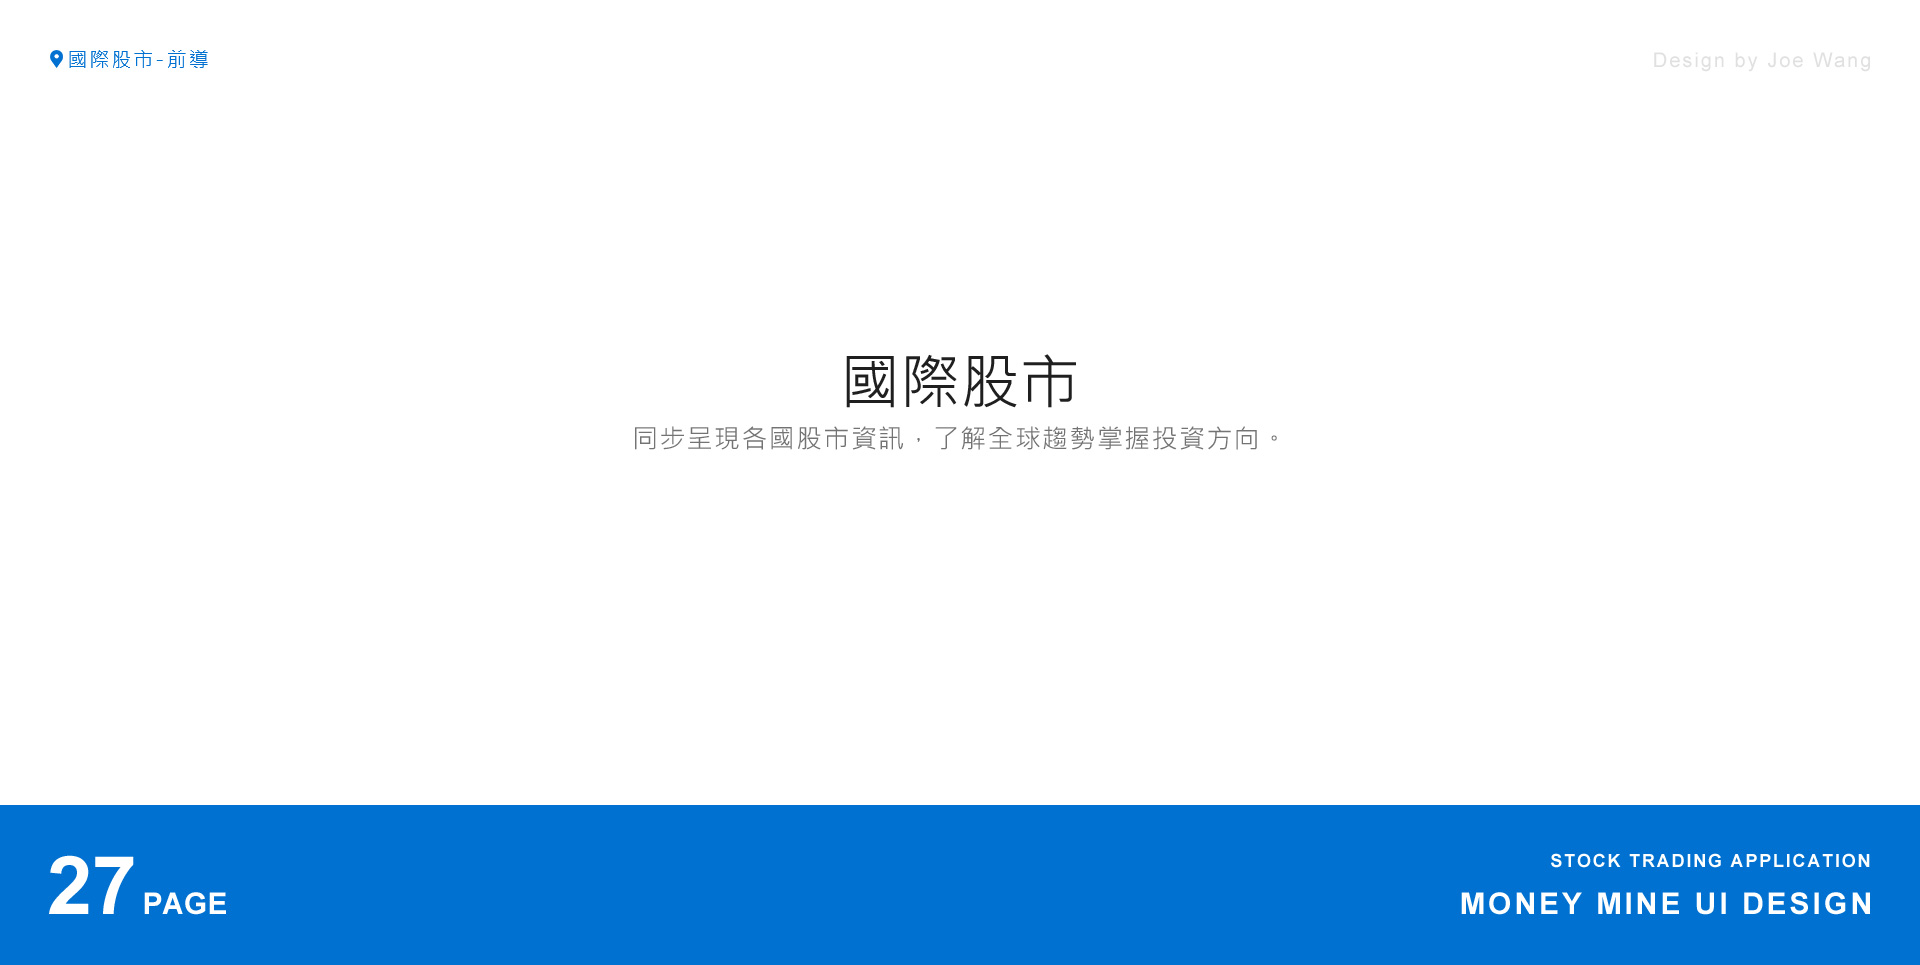 國際股市-前導
Design by Joe Wang
國際股市
同步呈現各國股市資訊，了解全球趨勢掌握投資方向。
27 PAGE
STOCK TRADING APPLICATION
MONEY MINE UI DESIGN